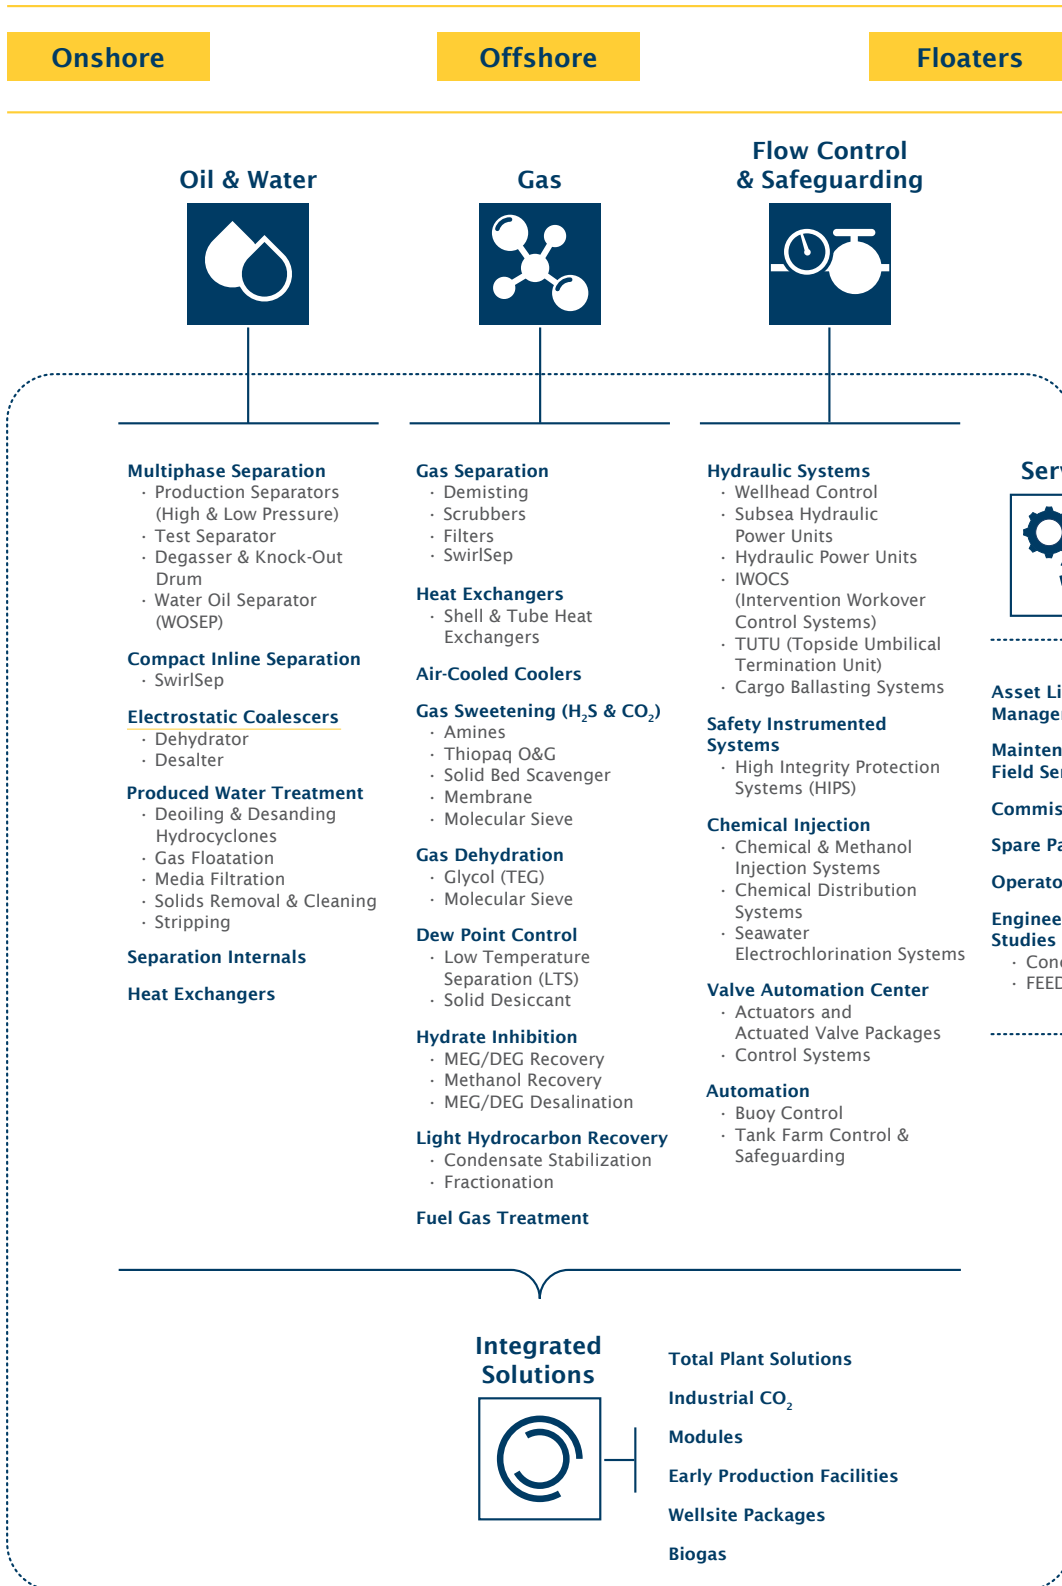 Onshore
Offshore
Floaters
Oil & Water
Gas
Flow Control
& Safeguarding
Multiphase Separation
· Production Separators
(High & Low Pressure)
· Test Separator
· Degasser & Knock-Out
Drum
· Water Oil Separator
(WOSEP)
Compact Inline Separation
· SwirlSep
Electrostatic Coalescers
· Dehydrator
· Desalter
Produced Water Treatment
· Deoiling & Desanding
Hydrocyclones
· Gas Floatation
· Media Filtration
· Solids Removal & Cleaning
· Stripping
Separation Internals
Heat Exchangers
Gas Separation
· Demisting
· Scrubbers
· Filters
· SwirlSep
Heat Exchangers
· Shell & Tube Heat
Exchangers
Air-Cooled Coolers
Gas Sweetening (H₂S & CO₂)
· Amines
· Thiopaq O&G
· Solid Bed Scavenger
· Membrane
· Molecular Sieve
Gas Dehydration
· Glycol (TEG)
· Molecular Sieve
Dew Point Control
· Low Temperature
Separation (LTS)
· Solid Desiccant
Hydrate Inhibition
· MEG/DEG Recovery
· Methanol Recovery
· MEG/DEG Desalination
Light Hydrocarbon Recovery
· Condensate Stabilization
· Fractionation
Fuel Gas Treatment
Hydraulic Systems
· Wellhead Control
· Subsea Hydraulic
Power Units
· Hydraulic Power Units
· IWOCS
(Intervention Workover
Control Systems)
· TUTU (Topside Umbilical
Termination Unit)
· Cargo Ballasting Systems
Safety Instrumented
Systems
· High Integrity Protection
Systems (HIPS)
Chemical Injection
· Chemical & Methanol
Injection Systems
· Chemical Distribution
Systems
· Seawater
Electrochlorination Systems
Valve Automation Center
· Actuators and
Actuated Valve Packages
· Control Systems
Automation
· Buoy Control
· Tank Farm Control &
Safeguarding
Asset
Spare
Studies
· FEED
Integrated
Solutions
Total Plant Solutions
Industrial CO₂
Modules
Early Production Facilities
Wellsite Packages
Biogas